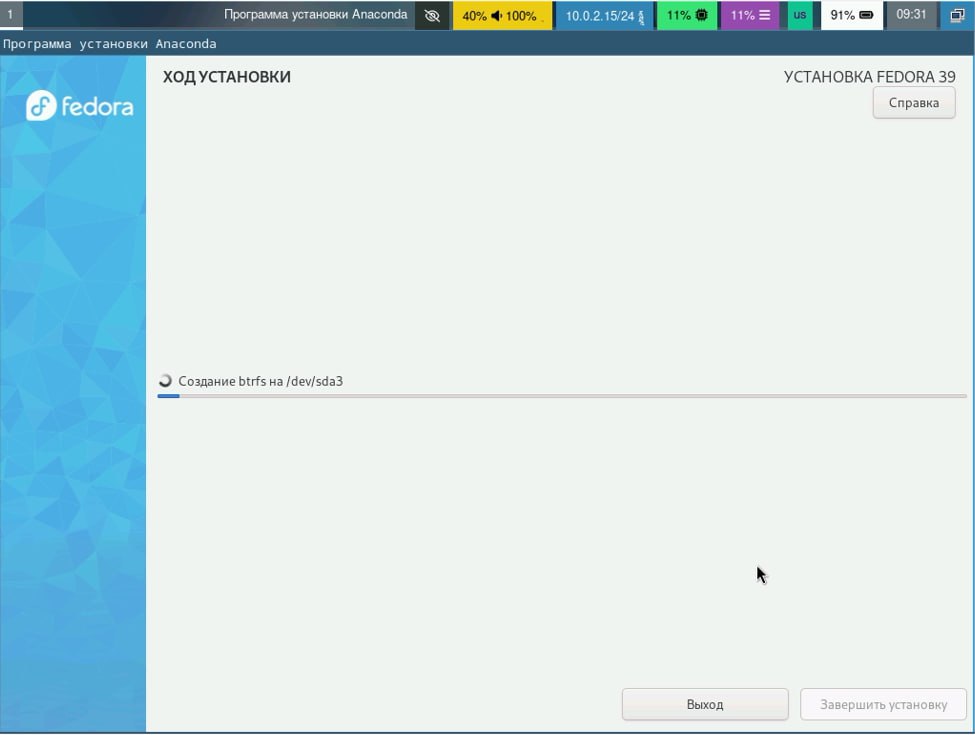 1 Программа установки Anaconda 40% 100% 10.0.2.15/24 11% 11% us 91% 09:31
Программа установки Anaconda
fedora
ХОД УСТАНОВКИ
УСТАНОВКА FEDORA 39
Справка
Создание btrfs на /dev/sda3
Выход
Завершить установку